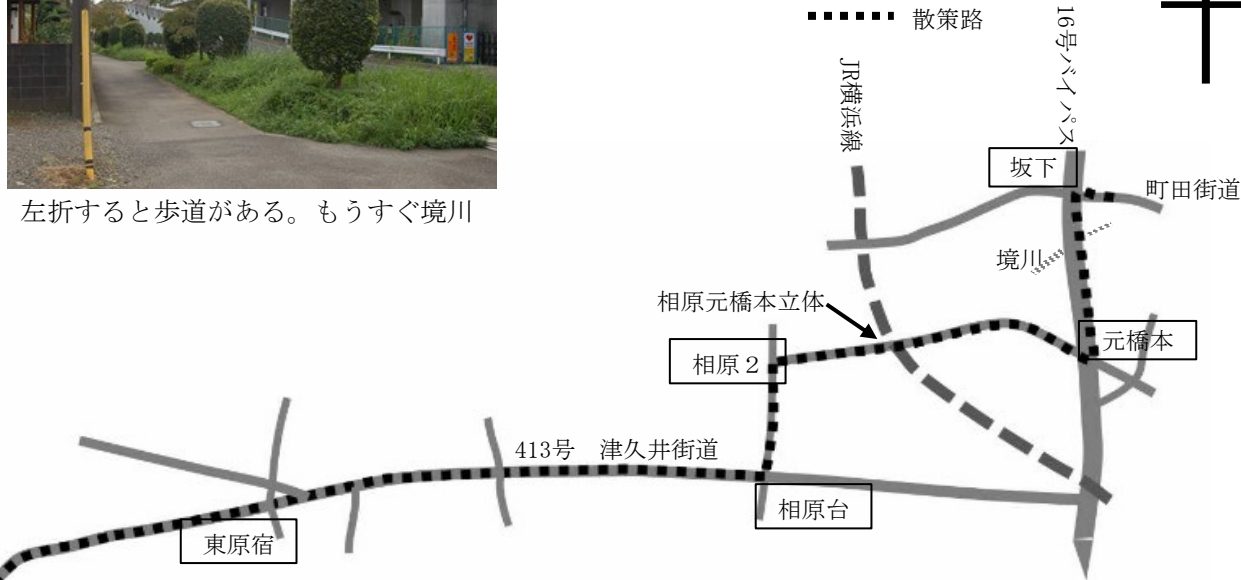 散策路
16号バイパス
JR横浜線
坂下
町田街道
左折すると歩道がある。もうすぐ境川
境川
相原元橋本立体
元橋本
相原２
413号　津久井街道
相原台
東原宿